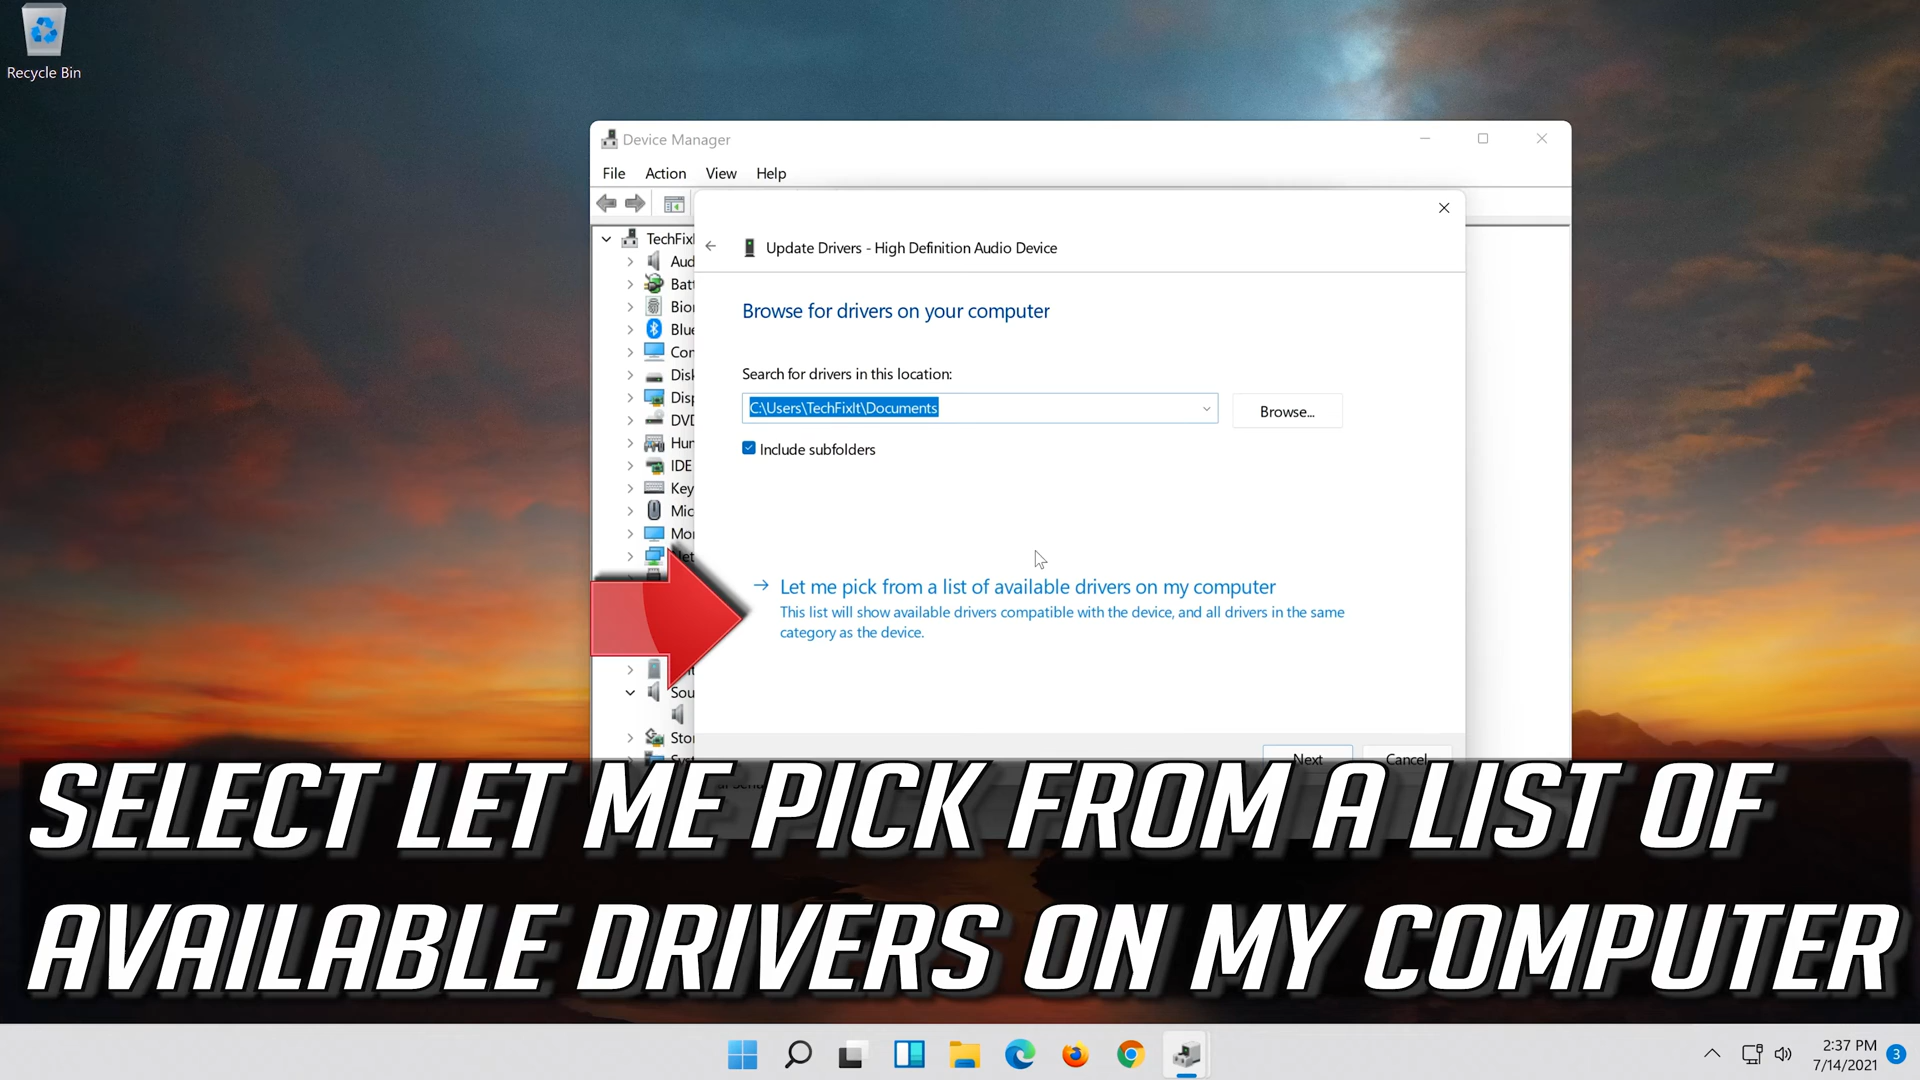 Recycle Bin
Device Manager
File Action View Help
TechFixI
Aud
Batt
Bior
Blue
Con
Disk
Disp
DVD
Hum
IDE
Key
Mic
Mon
Net
Sou
Stor
Update Drivers - High Definition Audio Device
Browse for drivers on your computer
Search for drivers in this location:
C:\Users\TechFixIt\Documents
Browse...
Include subfolders
Let me pick from a list of available drivers on my computer
This list will show available drivers compatible with the device, and all drivers in the same
category as the device.
Next Cancel
SELECT LET ME PICK FROM A LIST OF
AVAILABLE DRIVERS ON MY COMPUTER
2:37 PM
7/14/2021
3